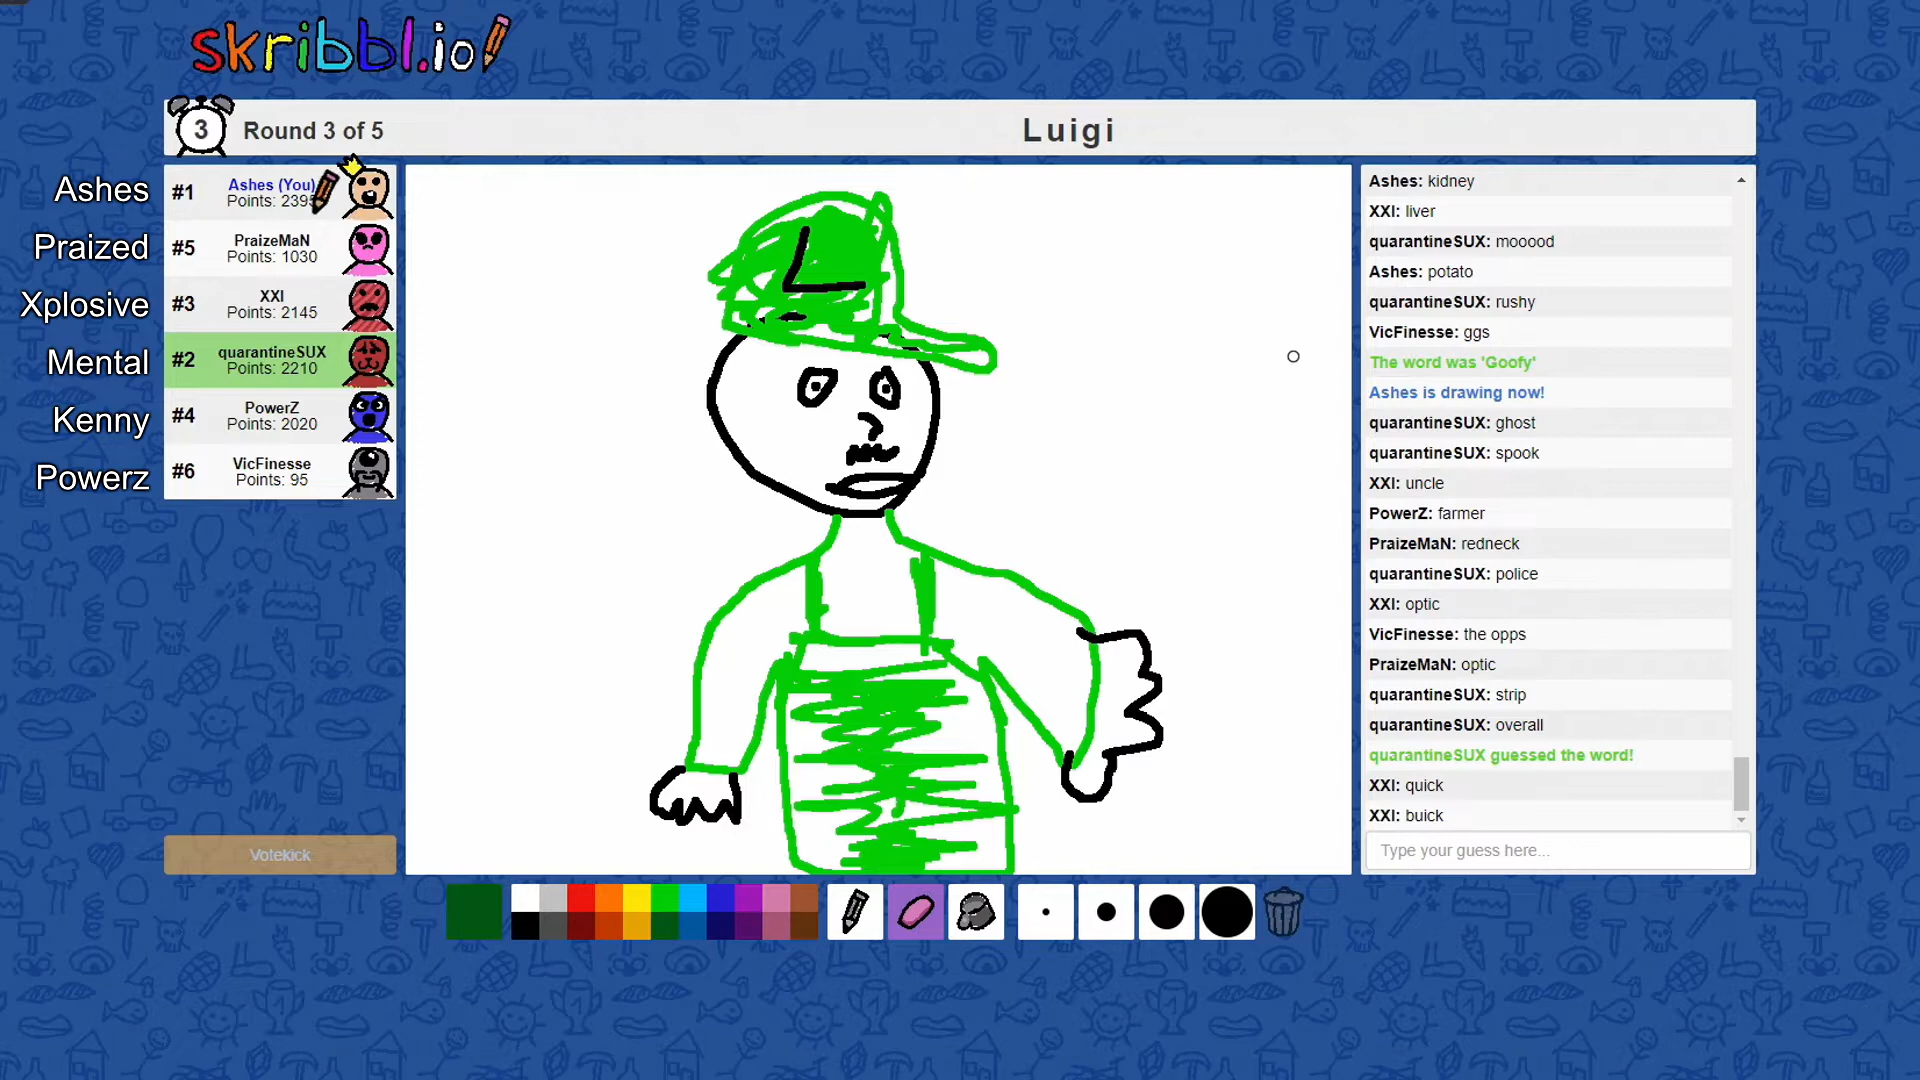 skribbl.io
3
Round 3 of 5
Luigi
Ashes
Praized
Xplosive
Mental
Kenny
Powerz
#1
Ashes (You)
Points: 2395
#5
PraizeMaN
Points: 1030
#3
XXI
Points: 2145
#2
quarantineSUX
Points: 2210
#4
PowerZ
Points: 2020
#6
VicFinesse
Points: 95
Votekick
L
Ashes: kidney
XXI: liver
quarantineSUX: mooood
Ashes: potato
quarantineSUX: rushy
VicFinesse: ggs
The word was 'Goofy'
Ashes is drawing now!
quarantineSUX: ghost
quarantineSUX: spook
XXI: uncle
PowerZ: farmer
PraizeMaN: redneck
quarantineSUX: police
XXI: optic
VicFinesse: the opps
PraizeMaN: optic
quarantineSUX: strip
quarantineSUX: overall
quarantineSUX guessed the word!
XXI: quick
XXI: buick
Type your guess here...